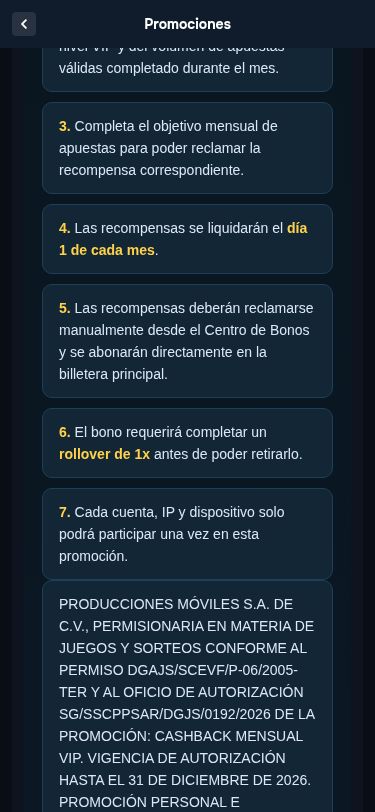 Promociones
nivel VIP y del volumen de apuestas
válidas completado durante el mes.
3. Completa el objetivo mensual de
apuestas para poder reclamar la
recompensa correspondiente.
4. Las recompensas se liquidarán el día
1 de cada mes.
5. Las recompensas deberán reclamarse
manualmente desde el Centro de Bonos
y se abonarán directamente en la
billetera principal.
6. El bono requerirá completar un
rollover de 1x antes de poder retirarlo.
7. Cada cuenta, IP y dispositivo solo
podrá participar una vez en esta
promoción.
PRODUCCIONES MÓVILES S.A. DE
C.V., PERMISIONARIA EN MATERIA DE
JUEGOS Y SORTEOS CONFORME AL
PERMISO DGAJS/SCEVF/P-06/2005-
TER Y AL OFICIO DE AUTORIZACIÓN
SG/SSCPPSAR/DGJS/0192/2026 DE LA
PROMOCIÓN: CASHBACK MENSUAL
VIP. VIGENCIA DE AUTORIZACIÓN
HASTA EL 31 DE DICIEMBRE DE 2026.
PROMOCIÓN PERSONAL E